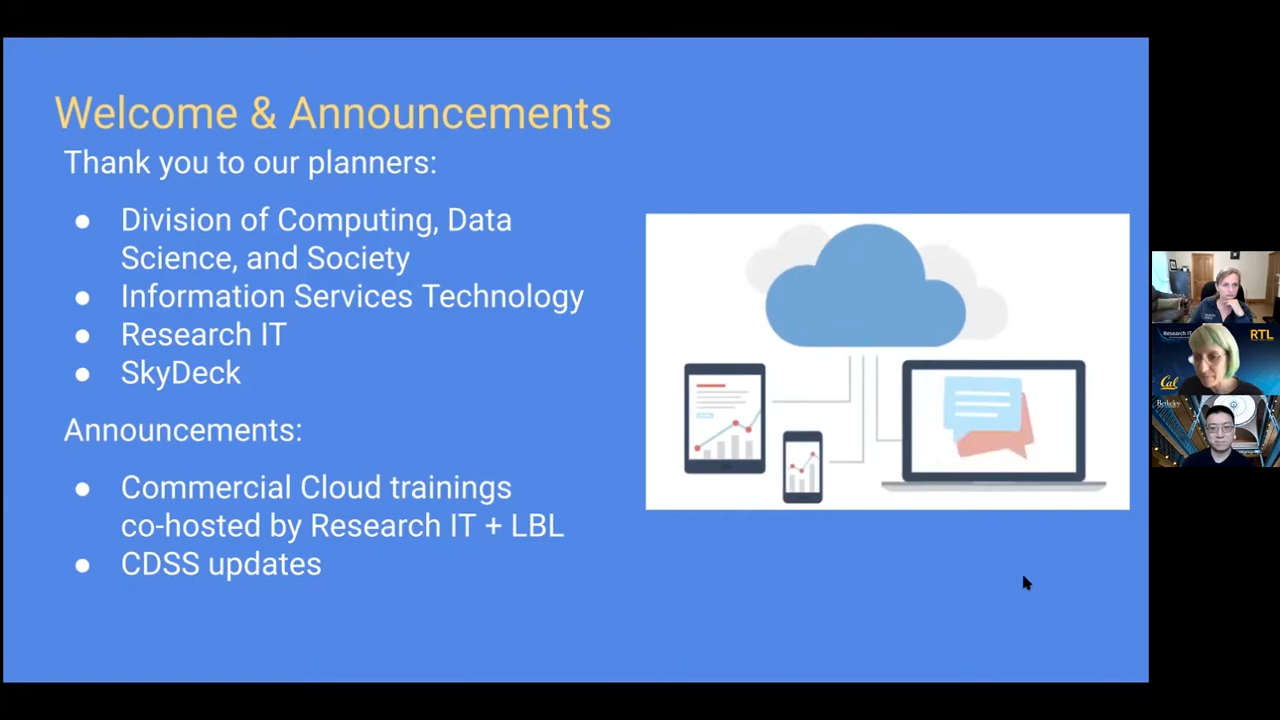 Welcome & Announcements
Thank you to our planners:
● Division of Computing, Data
Science, and Society
● Information Services Technology
● Research IT
● SkyDeck
Announcements:
● Commercial Cloud trainings
co-hosted by Research IT + LBL
● CDSS updates
Research IT
RTL
Cal
Berkeley